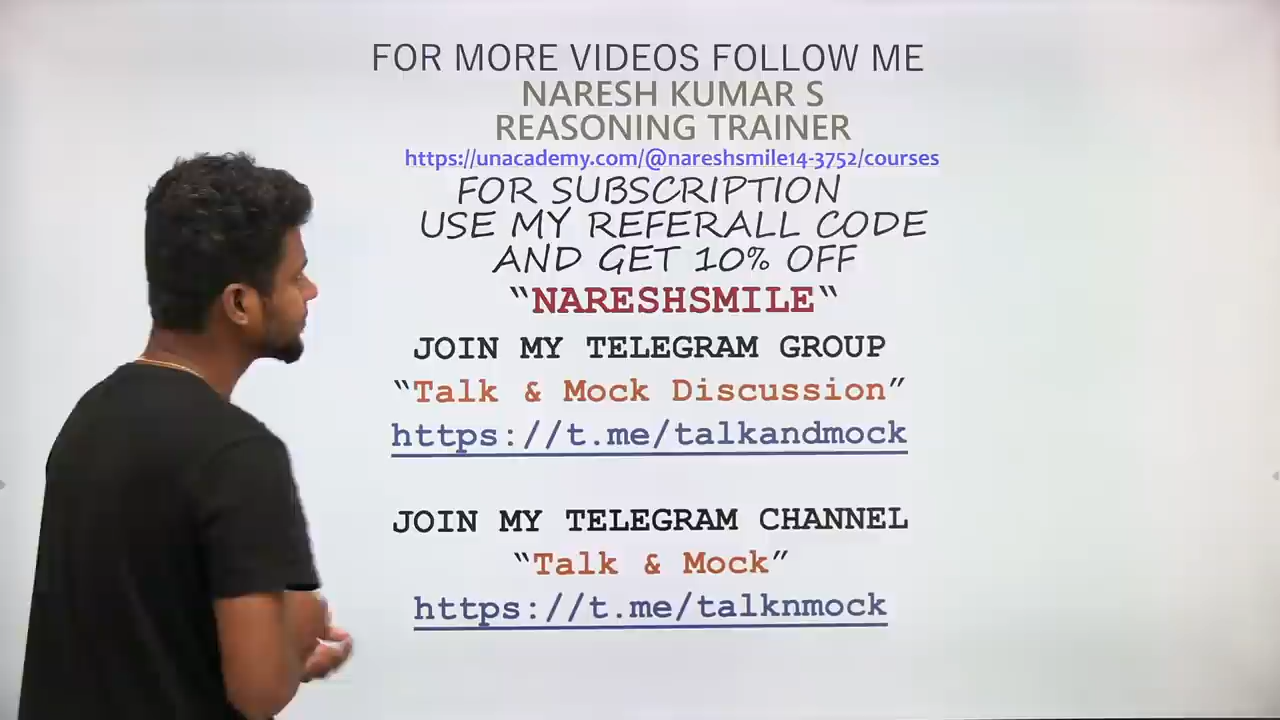 FOR MORE VIDEOS FOLLOW ME
NARESH KUMAR S
REASONING TRAINER
https://unacademy.com/@nareshsmile14-3752/courses
FOR SUBSCRIPTION
USE MY REFERALL CODE
AND GET 10% OFF
“NARESHSMILE“
JOIN MY TELEGRAM GROUP
“Talk & Mock Discussion”
https://t.me/talkandmock
JOIN MY TELEGRAM CHANNEL
“Talk & Mock”
https://t.me/talknmock